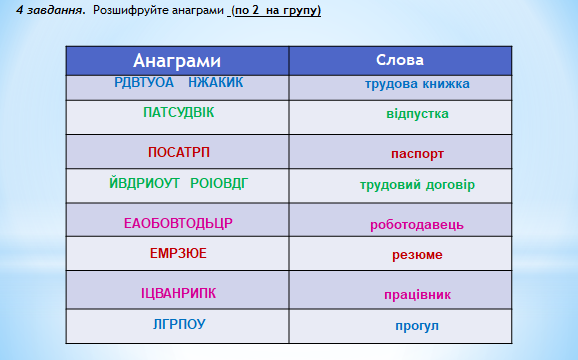 4 завдання. Розшифруйте анаграми (по 2 на групу)
Анаграми Слова
РДВТУОА НЖАКИК трудова книжка
ПАТСУДВІК відпустка
ПОСАТРП паспорт
ЙВДРИОУТ РОІОВДГ трудовий договір
ЕАОБОВТОДЬЦР роботодавець
ЕМРЗЮЕ резюме
ІЦВАНРИПК працівник
ЛГРПОУ прогул